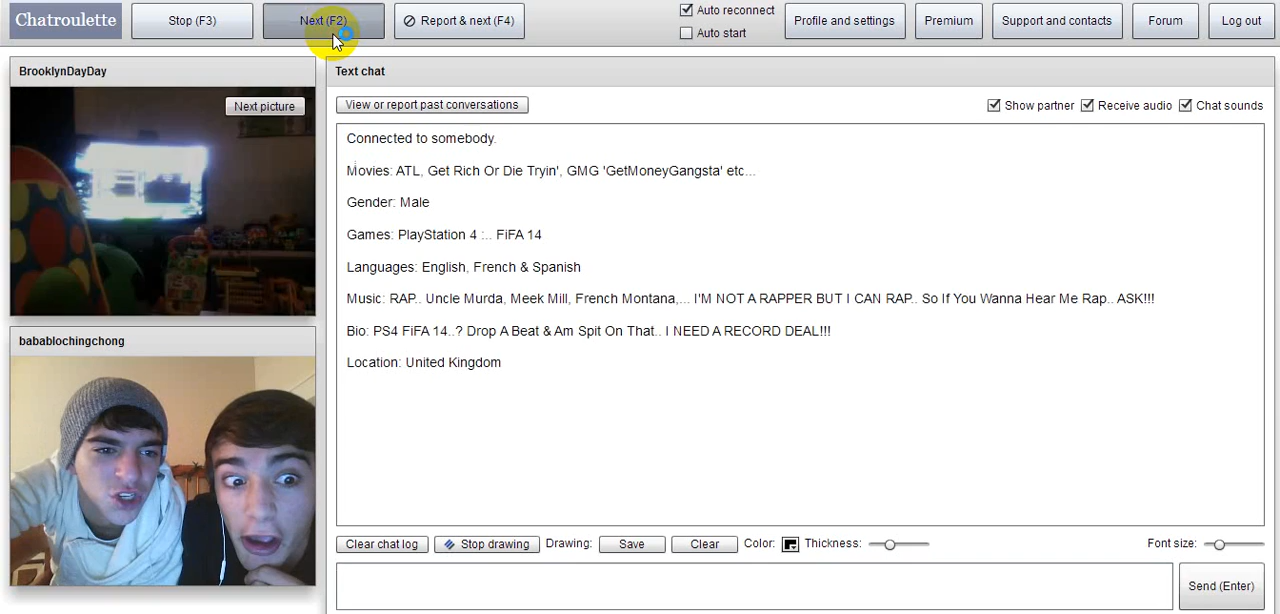 Chatroulette
Stop (F3)
Next (F2)
Report & next (F4)
Auto reconnect
Auto start
Profile and settings
Premium
Support and contacts
Forum
Log out
BrooklynDayDay
Next picture
babablochingchong
Text chat
View or report past conversations
Show partner
Receive audio
Chat sounds
Connected to somebody.
Movies: ATL, Get Rich Or Die Tryin', GMG 'GetMoneyGangsta' etc...
Gender: Male
Games: PlayStation 4 :.. FiFA 14
Languages: English, French & Spanish
Music: RAP.. Uncle Murda, Meek Mill, French Montana,... I'M NOT A RAPPER BUT I CAN RAP.. So If You Wanna Hear Me Rap.. ASK!!!
Bio: PS4 FiFA 14..? Drop A Beat & Am Spit On That.. I NEED A RECORD DEAL!!!
Location: United Kingdom
Clear chat log
Stop drawing
Drawing:
Save
Clear
Color:
Thickness:
Font size:
Send (Enter)